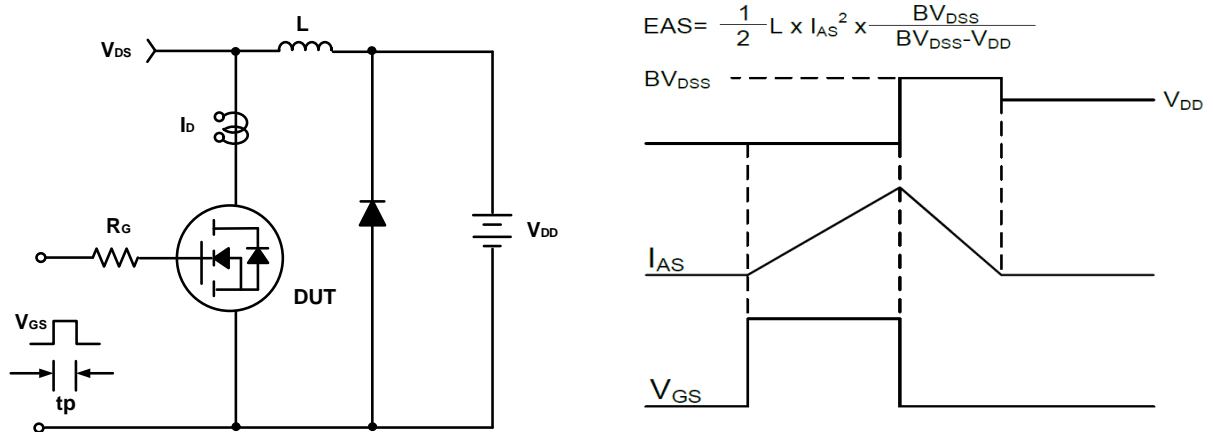 L
VDS
ID
RG
VDD
DUT
VGS
tp
EAS= 1/2 L x IAS² x BVDSS/BVDSS-VDD
BVDSS
VDD
IAS
VGS